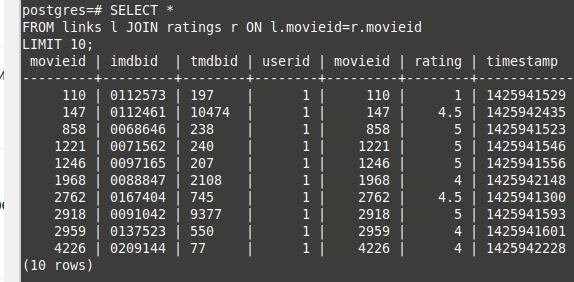 postgres=# SELECT *
FROM links l JOIN ratings r ON l.movieid=r.movieid
LIMIT 10;
 movieid | imdbid  | tmdbid | userid | movieid | rating | timestamp
---------+---------+--------+--------+---------+--------+------------
     110 | 0112573 | 197    |      1 |     110 |      1 | 1425941529
     147 | 0112461 | 10474  |      1 |     147 |    4.5 | 1425942435
     858 | 0068646 | 238    |      1 |     858 |      5 | 1425941523
    1221 | 0071562 | 240    |      1 |    1221 |      5 | 1425941546
    1246 | 0097165 | 207    |      1 |    1246 |      5 | 1425941556
    1968 | 0088847 | 2108   |      1 |    1968 |      4 | 1425942148
    2762 | 0167404 | 745    |      1 |    2762 |    4.5 | 1425941300
    2918 | 0091042 | 9377   |      1 |    2918 |      5 | 1425941593
    2959 | 0137523 | 550    |      1 |    2959 |      4 | 1425941601
    4226 | 0209144 | 77     |      1 |    4226 |      4 | 1425942228
(10 rows)